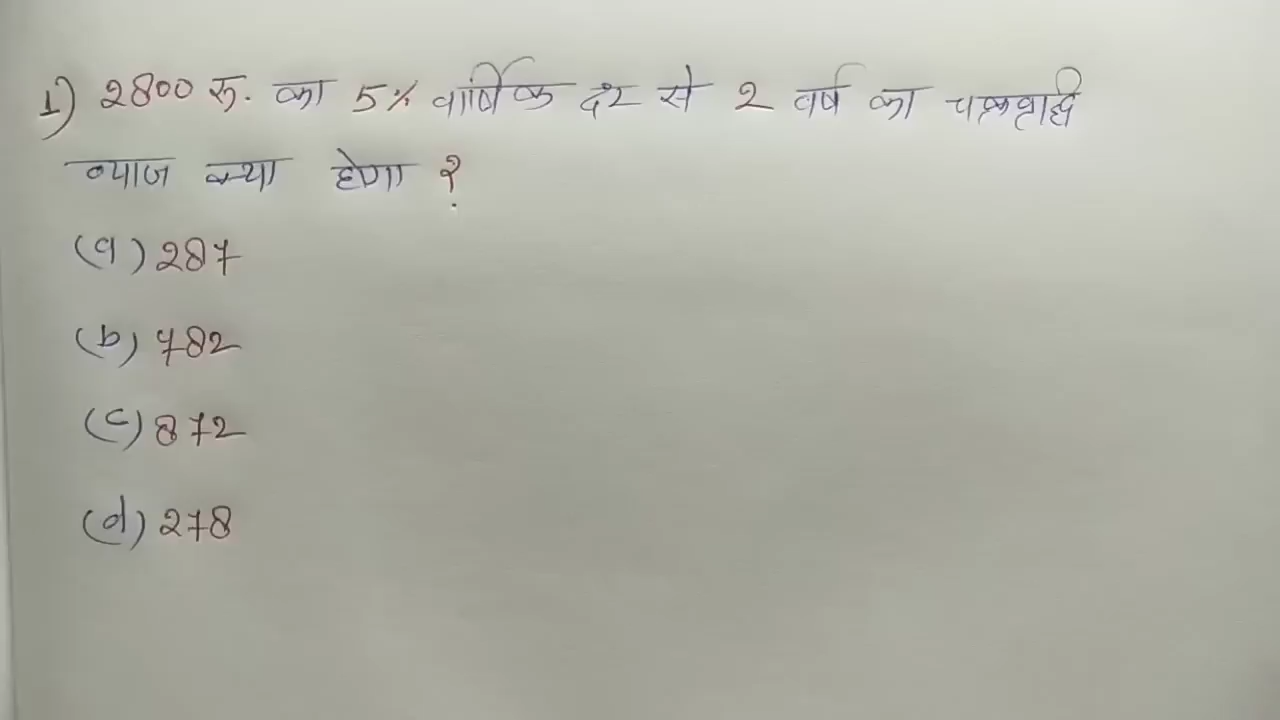 1) 2800 रु. का 5% वार्षिक दर से 2 वर्ष का चक्रवृद्धि
ब्याज क्या होगा ?
(a) 287
(b) 782
(c) 872
(d) 278